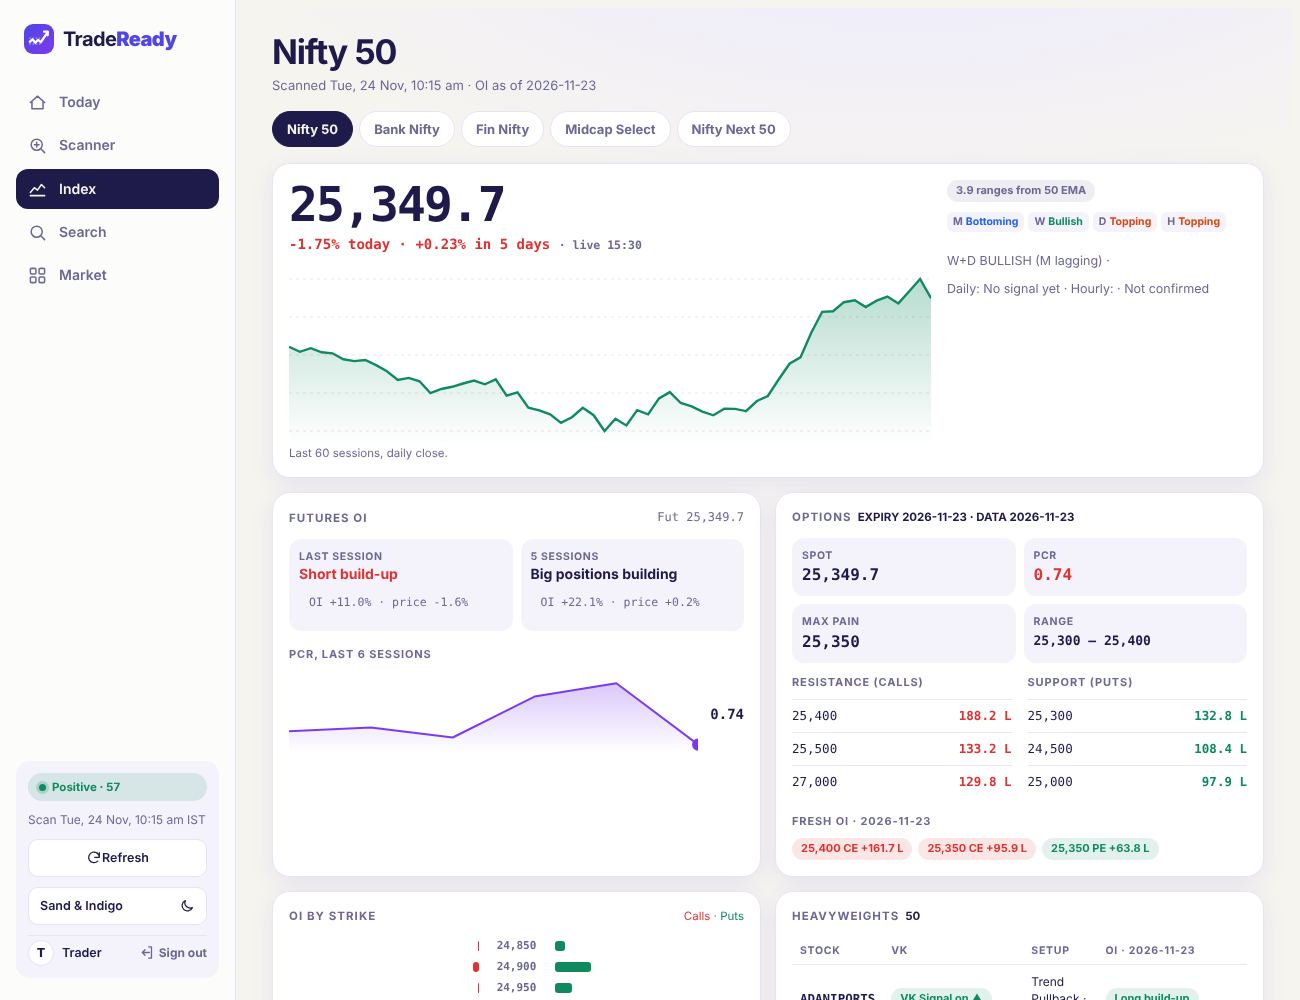 TradeReady
Today
Scanner
Index
Search
Market
Positive · 57
Scan Tue, 24 Nov, 10:15 am IST
Refresh
Sand & Indigo
T Trader Sign out
Nifty 50
Scanned Tue, 24 Nov, 10:15 am · OI as of 2026-11-23
Nifty 50 Bank Nifty Fin Nifty Midcap Select Nifty Next 50
25,349.7
-1.75% today · +0.23% in 5 days · live 15:30
Last 60 sessions, daily close.
3.9 ranges from 50 EMA
M Bottoming W Bullish D Topping H Topping
W+D BULLISH (M lagging) ·
Daily: No signal yet · Hourly: · Not confirmed
FUTURES OI Fut 25,349.7
LAST SESSION
Short build-up
OI +11.0% · price -1.6%
5 SESSIONS
Big positions building
OI +22.1% · price +0.2%
PCR, LAST 6 SESSIONS
0.74
OPTIONS EXPIRY 2026-11-23 · DATA 2026-11-23
SPOT
25,349.7
PCR
0.74
MAX PAIN
25,350
RANGE
25,300 – 25,400
RESISTANCE (CALLS) SUPPORT (PUTS)
25,400 188.2 L 25,300 132.8 L
25,500 133.2 L 24,500 108.4 L
27,000 129.8 L 25,000 97.9 L
FRESH OI · 2026-11-23
25,400 CE +161.7 L 25,350 CE +95.9 L 25,350 PE +63.8 L
OI BY STRIKE Calls · Puts
24,850
24,900
24,950
HEAVYWEIGHTS 50
STOCK VK SETUP OI · 2026-11-23
ADANIPORTS VK Signal on ▲ Trend Pullback · Long build-up